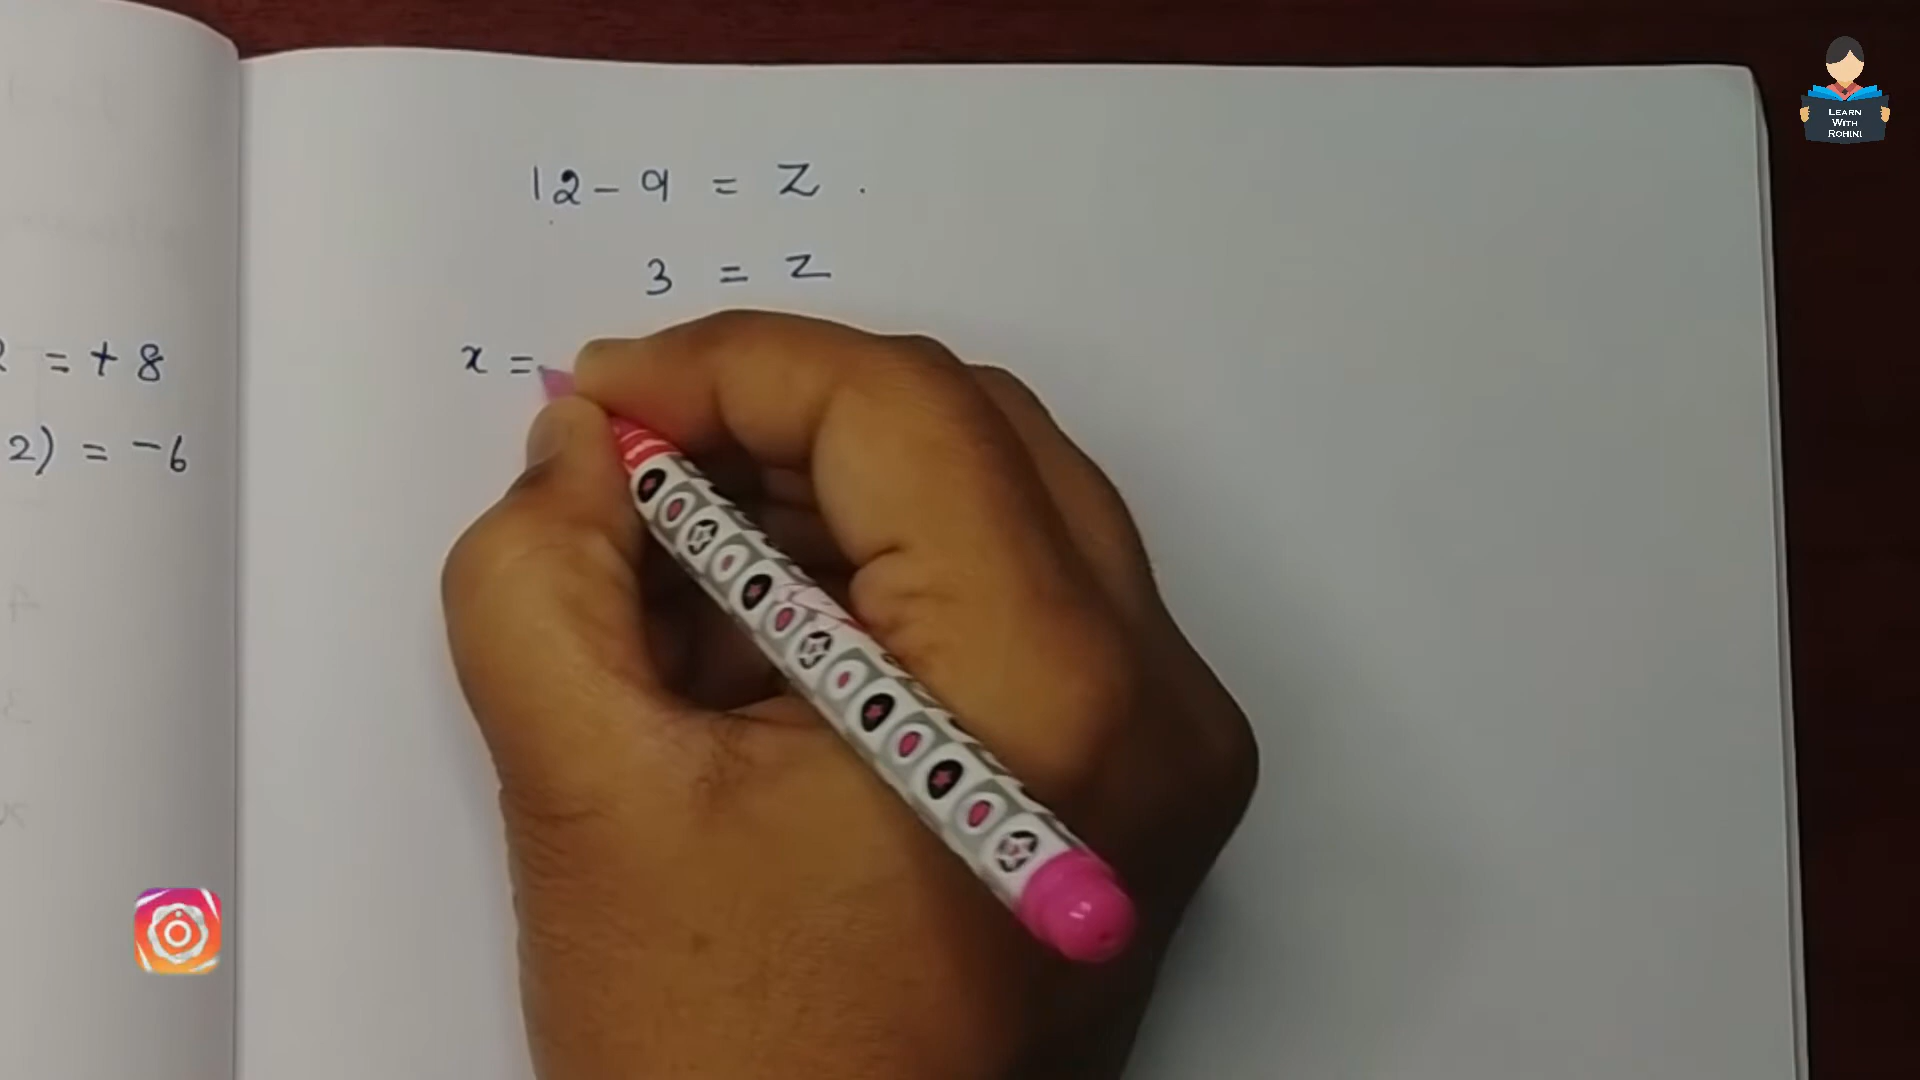 = + 8
2) = -6
12 - 9 = Z .
3 = Z
x =
LEARN
WITH
ROHINI